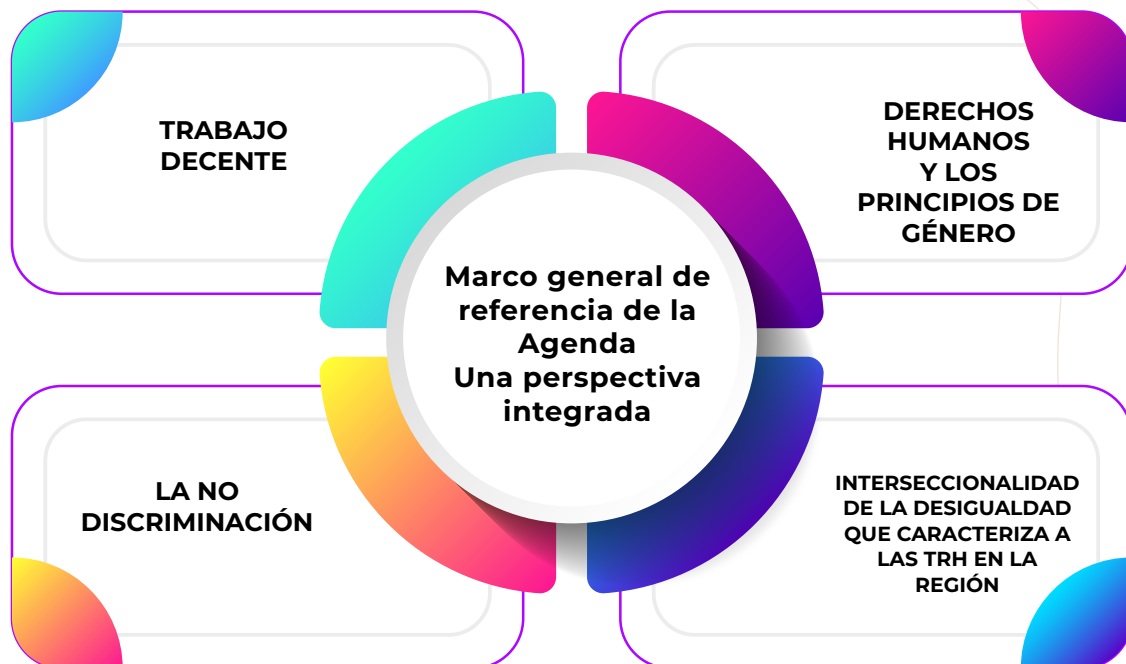 TRABAJO
DECENTE
DERECHOS
HUMANOS
Y LOS
PRINCIPIOS DE
GÉNERO
Marco general de
referencia de la
Agenda
Una perspectiva
integrada
LA NO
DISCRIMINACIÓN
INTERSECCIONALIDAD
DE LA DESIGUALDAD
QUE CARACTERIZA A
LAS TRH EN LA
REGIÓN